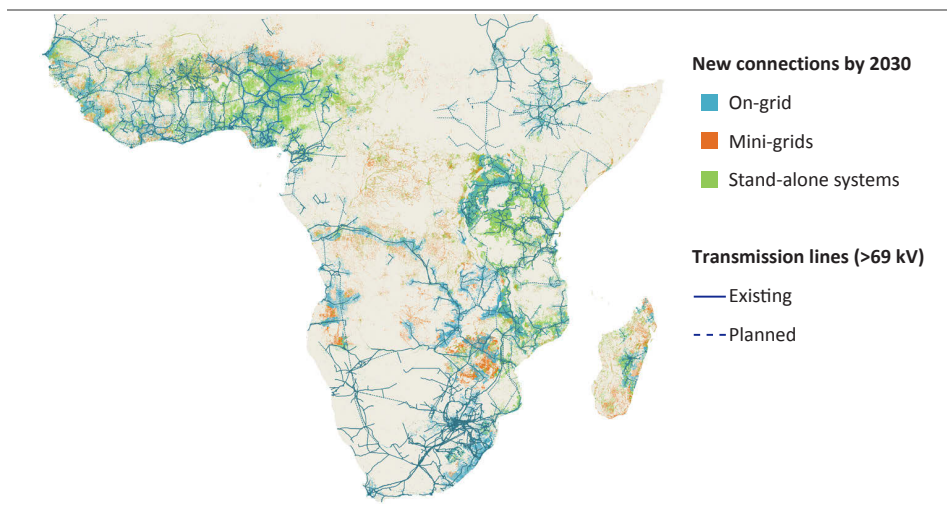 New connections by 2030
On-grid
Mini-grids
Stand-alone systems
Transmission lines (>69 kV)
Existing
Planned